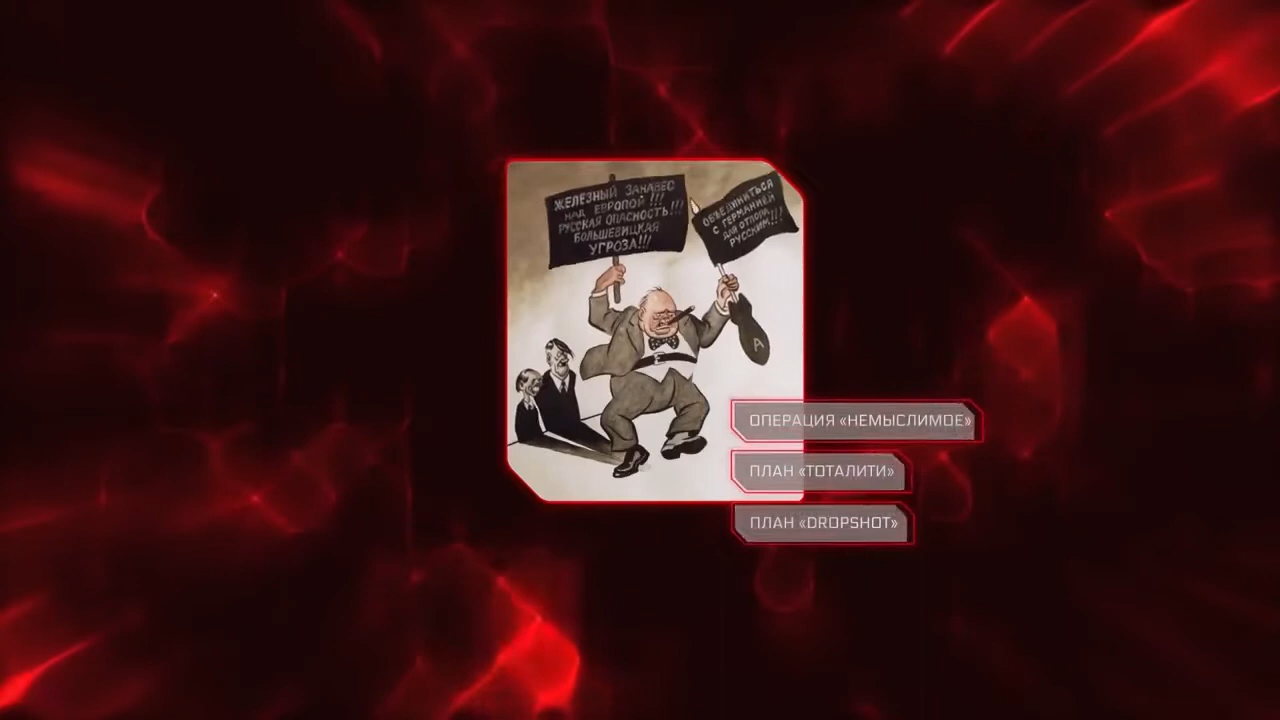 ЖЕЛЕЗНЫЙ ЗАНАВЕС
НАД ЕВРОПОЙ!!!
РУССКАЯ ОПАСНОСТЬ!!!
БОЛЬШЕВИЦКАЯ
УГРОЗА!!!
ОБЪЕДИНИТЬСЯ
С ГЕРМАНИЕЙ
ДЛЯ ОТПОРА
РУССКИМ!!!
А
ОПЕРАЦИЯ «НЕМЫСЛИМОЕ»
ПЛАН «ТОТАЛИТИ»
ПЛАН «DROPSHOT»